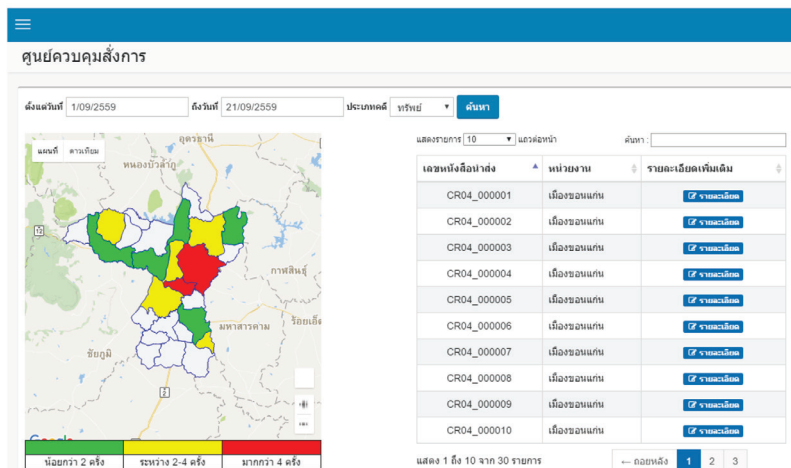 ศูนย์ควบคุมสั่งการ
ตั้งแต่วันที่ 1/09/2559 ถึงวันที่ 21/09/2559 ประเภทคดี ทรัพย์ ค้นหา
แผนที่ ดาวเทียม
อุดรธานี
หนองบัวลำภู
12
กาฬสินธุ์
มหาสารคาม
ร้อยเอ็ด
ชัยภูมิ
2
น้อยกว่า 2 ครั้ง ระหว่าง 2-4 ครั้ง มากกว่า 4 ครั้ง
แสดงรายการ 10 แถวต่อหน้า ค้นหา :
เลขหนังสือนำส่ง หน่วยงาน รายละเอียดเพิ่มเติม
CR04_000001 เมืองขอนแก่น รายละเอียด
CR04_000002 เมืองขอนแก่น รายละเอียด
CR04_000003 เมืองขอนแก่น รายละเอียด
CR04_000004 เมืองขอนแก่น รายละเอียด
CR04_000005 เมืองขอนแก่น รายละเอียด
CR04_000006 เมืองขอนแก่น รายละเอียด
CR04_000007 เมืองขอนแก่น รายละเอียด
CR04_000008 เมืองขอนแก่น รายละเอียด
CR04_000009 เมืองขอนแก่น รายละเอียด
CR04_000010 เมืองขอนแก่น รายละเอียด
แสดง 1 ถึง 10 จาก 30 รายการ ← ถอยหลัง 1 2 3